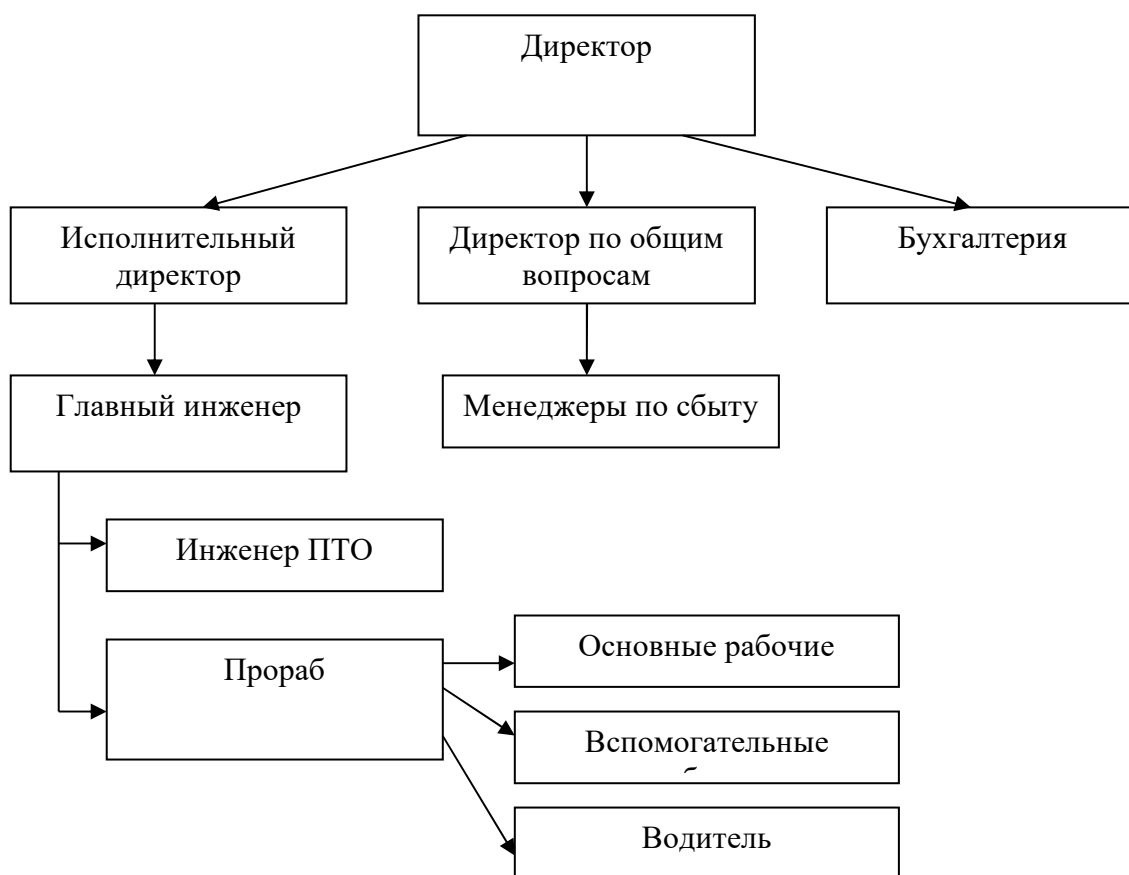 Директор
Исполнительный
директор
Директор по общим
вопросам
Бухгалтерия
Главный инженер
Менеджеры по сбыту
Инженер ПТО
Прораб
Основные рабочие
Вспомогательные
Водитель